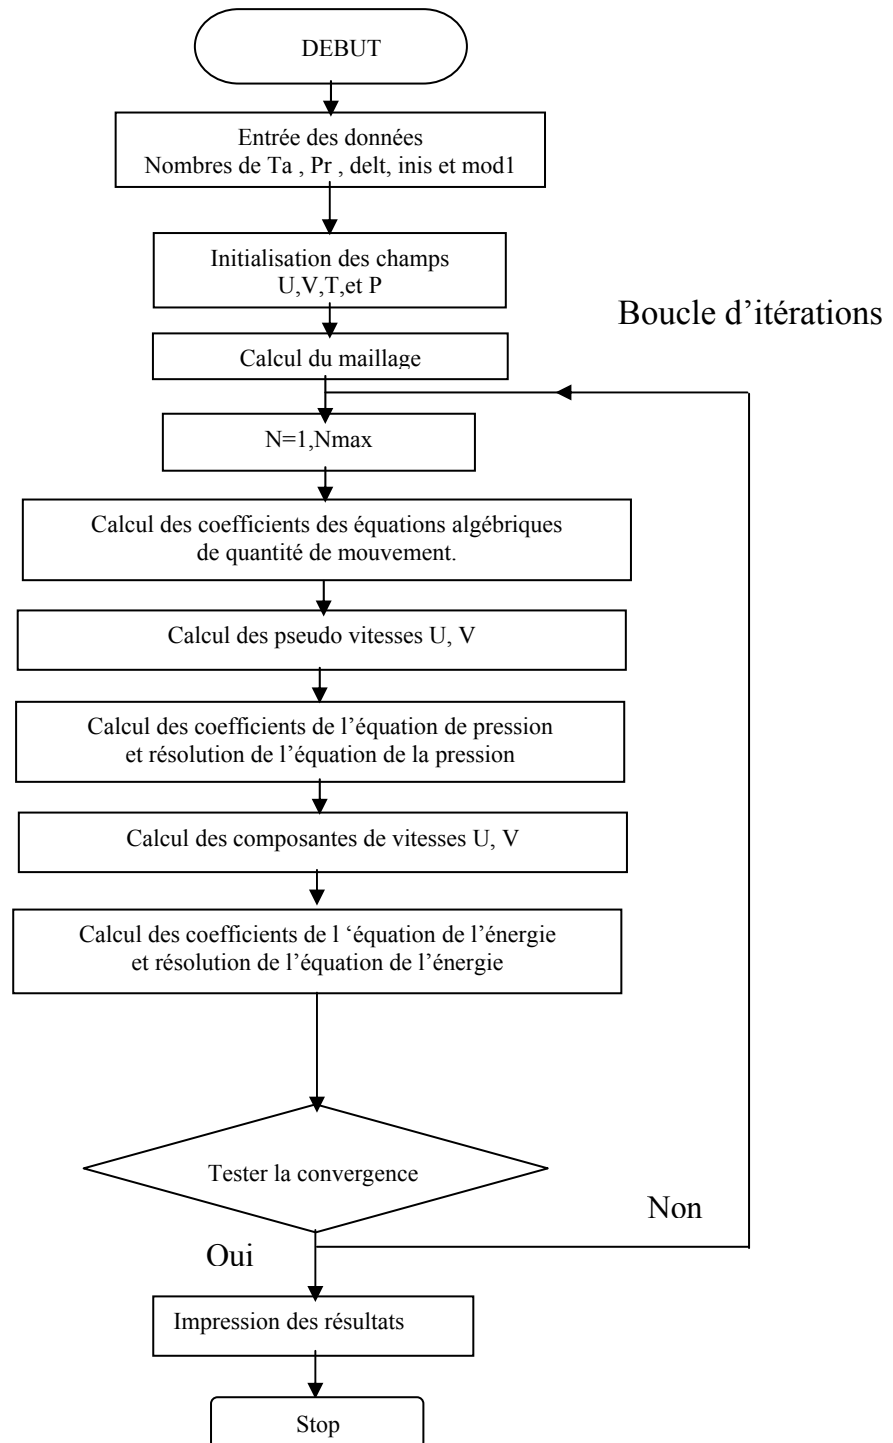 DEBUT
Entrée des données
Nombres de Ta , Pr , delt, inis et mod1
Initialisation des champs
U,V,T,et P
Boucle d’itérations
Calcul du maillage
N=1,Nmax
Calcul des coefficients des équations algébriques
de quantité de mouvement.
Calcul des pseudo vitesses U, V
Calcul des coefficients de l’équation de pression
et résolution de l’équation de la pression
Calcul des composantes de vitesses U, V
Calcul des coefficients de l ‘équation de l’énergie
et résolution de l’équation de l’énergie
Tester la convergence
Non
Oui
Impression des résultats
Stop